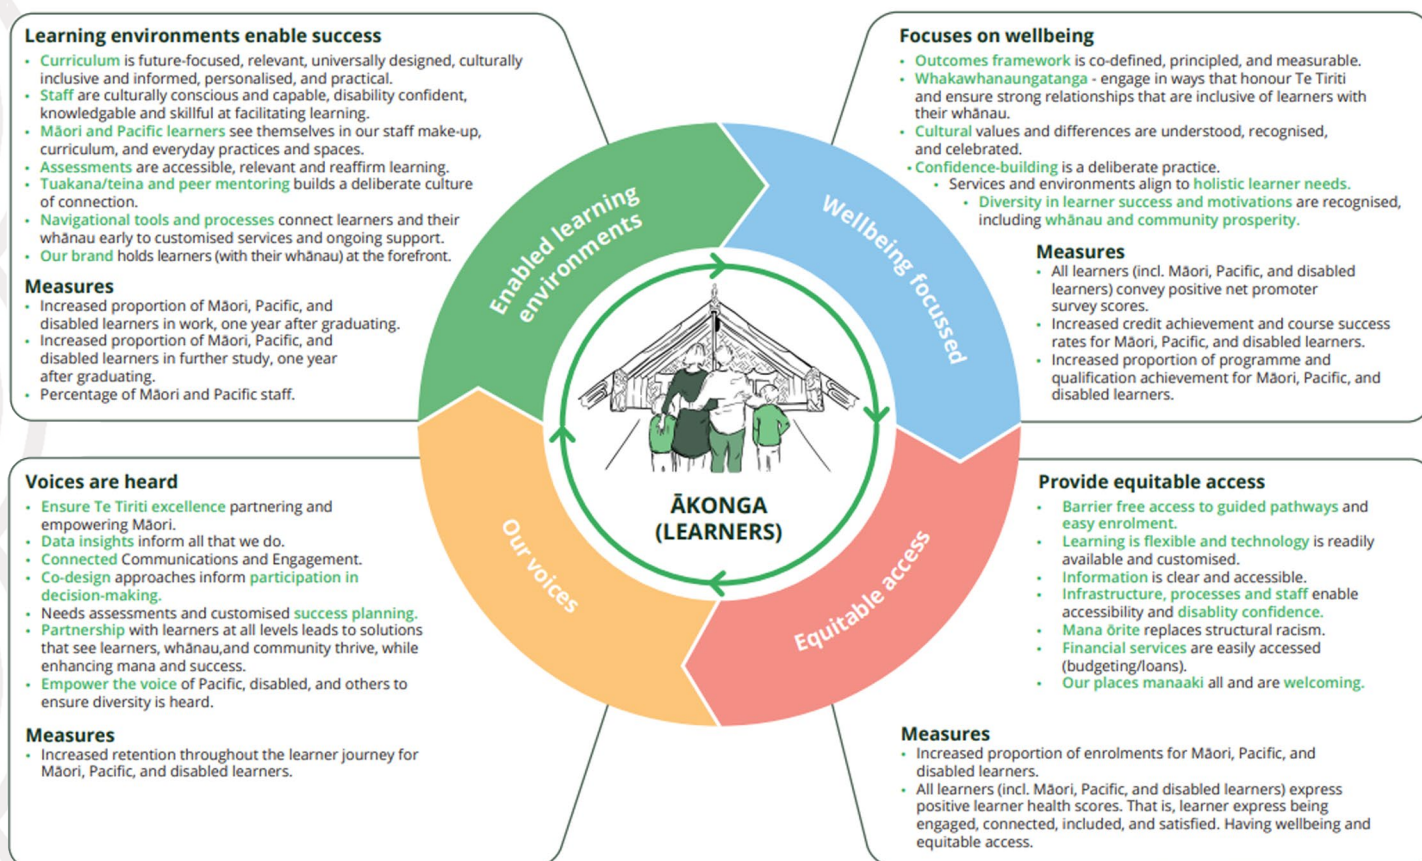 Learning environments enable success
• Curriculum is future-focused, relevant, universally designed, culturally
inclusive and informed, personalised, and practical.
• Staff are culturally conscious and capable, disability confident,
knowledgable and skillful at facilitating learning.
• Māori and Pacific learners see themselves in our staff make-up,
curriculum, and everyday practices and spaces.
• Assessments are accessible, relevant and reaffirm learning.
• Tuakana/teina and peer mentoring builds a deliberate culture
of connection.
• Navigational tools and processes connect learners and their
whānau early to customised services and ongoing support.
• Our brand holds learners (with their whānau) at the forefront.
Measures
• Increased proportion of Māori, Pacific, and
disabled learners in work, one year after graduating.
• Increased proportion of Māori, Pacific, and
disabled learners in further study, one year
after graduating.
• Percentage of Māori and Pacific staff.
Focuses on wellbeing
• Outcomes framework is co-defined, principled, and measurable.
• Whakawhanaungatanga - engage in ways that honour Te Tiriti
and ensure strong relationships that are inclusive of learners with
their whānau.
• Cultural values and differences are understood, recognised,
and celebrated.
• Confidence-building is a deliberate practice.
• Services and environments align to holistic learner needs.
• Diversity in learner success and motivations are recognised,
including whānau and community prosperity.
Measures
• All learners (incl. Māori, Pacific, and disabled
learners) convey positive net promoter
survey scores.
• Increased credit achievement and course success
rates for Māori, Pacific, and disabled learners.
• Increased proportion of programme and
qualification achievement for Māori, Pacific, and
disabled learners.
Enabled learning
environments
Wellbeing focussed
ĀKONGA
(LEARNERS)
Our voices
Equitable access
Voices are heard
• Ensure Te Tiriti excellence partnering and
empowering Māori.
• Data insights inform all that we do.
• Connected Communications and Engagement.
• Co-design approaches inform participation in
decision-making.
• Needs assessments and customised success planning.
• Partnership with learners at all levels leads to solutions
that see learners, whānau,and community thrive, while
enhancing mana and success.
• Empower the voice of Pacific, disabled, and others to
ensure diversity is heard.
Measures
• Increased retention throughout the learner journey for
Māori, Pacific, and disabled learners.
Provide equitable access
• Barrier free access to guided pathways and
easy enrolment.
• Learning is flexible and technology is readily
available and customised.
• Information is clear and accessible.
• Infrastructure, processes and staff enable
accessibility and disablity confidence.
• Mana ōrite replaces structural racism.
• Financial services are easily accessed
(budgeting/loans).
• Our places manaaki all and are welcoming.
Measures
• Increased proportion of enrolments for Māori, Pacific, and
disabled learners.
• All learners (incl. Māori, Pacific, and disabled learners) express
positive learner health scores. That is, learner express being
engaged, connected, included, and satisfied. Having wellbeing and
equitable access.